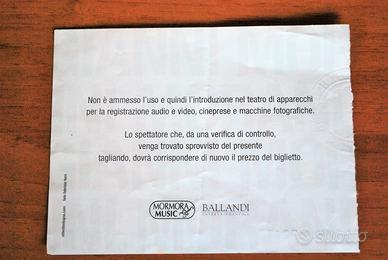 Non è ammesso l'uso e quindi l'introduzione nel teatro di apparecchi
per la registrazione audio e video, cineprese e macchine fotografiche.
Lo spettatore che, da una verifica di controllo,
venga trovato sprovvisto del presente
tagliando, dovrà corrispondere di nuovo il prezzo del biglietto.
MORMORA
MUSIC
BALLANDI
ENTERTAINMENT
subito